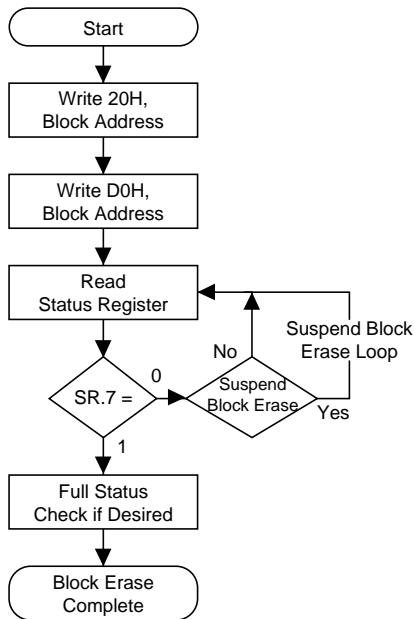 Start
Write 20H,
Block Address
Write D0H,
Block Address
Read
Status Register
Suspend Block
Erase Loop
No
SR.7 =
0
Suspend
Block Erase
Yes
1
Full Status
Check if Desired
Block Erase
Complete